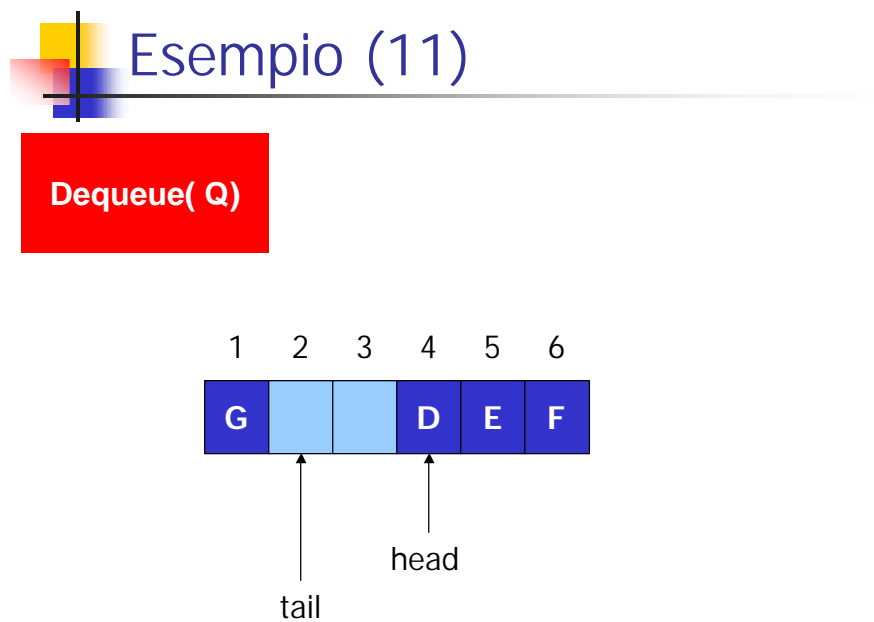 Esempio (11)
Dequeue( Q)
1 2 3 4 5 6
G D E F
head
tail